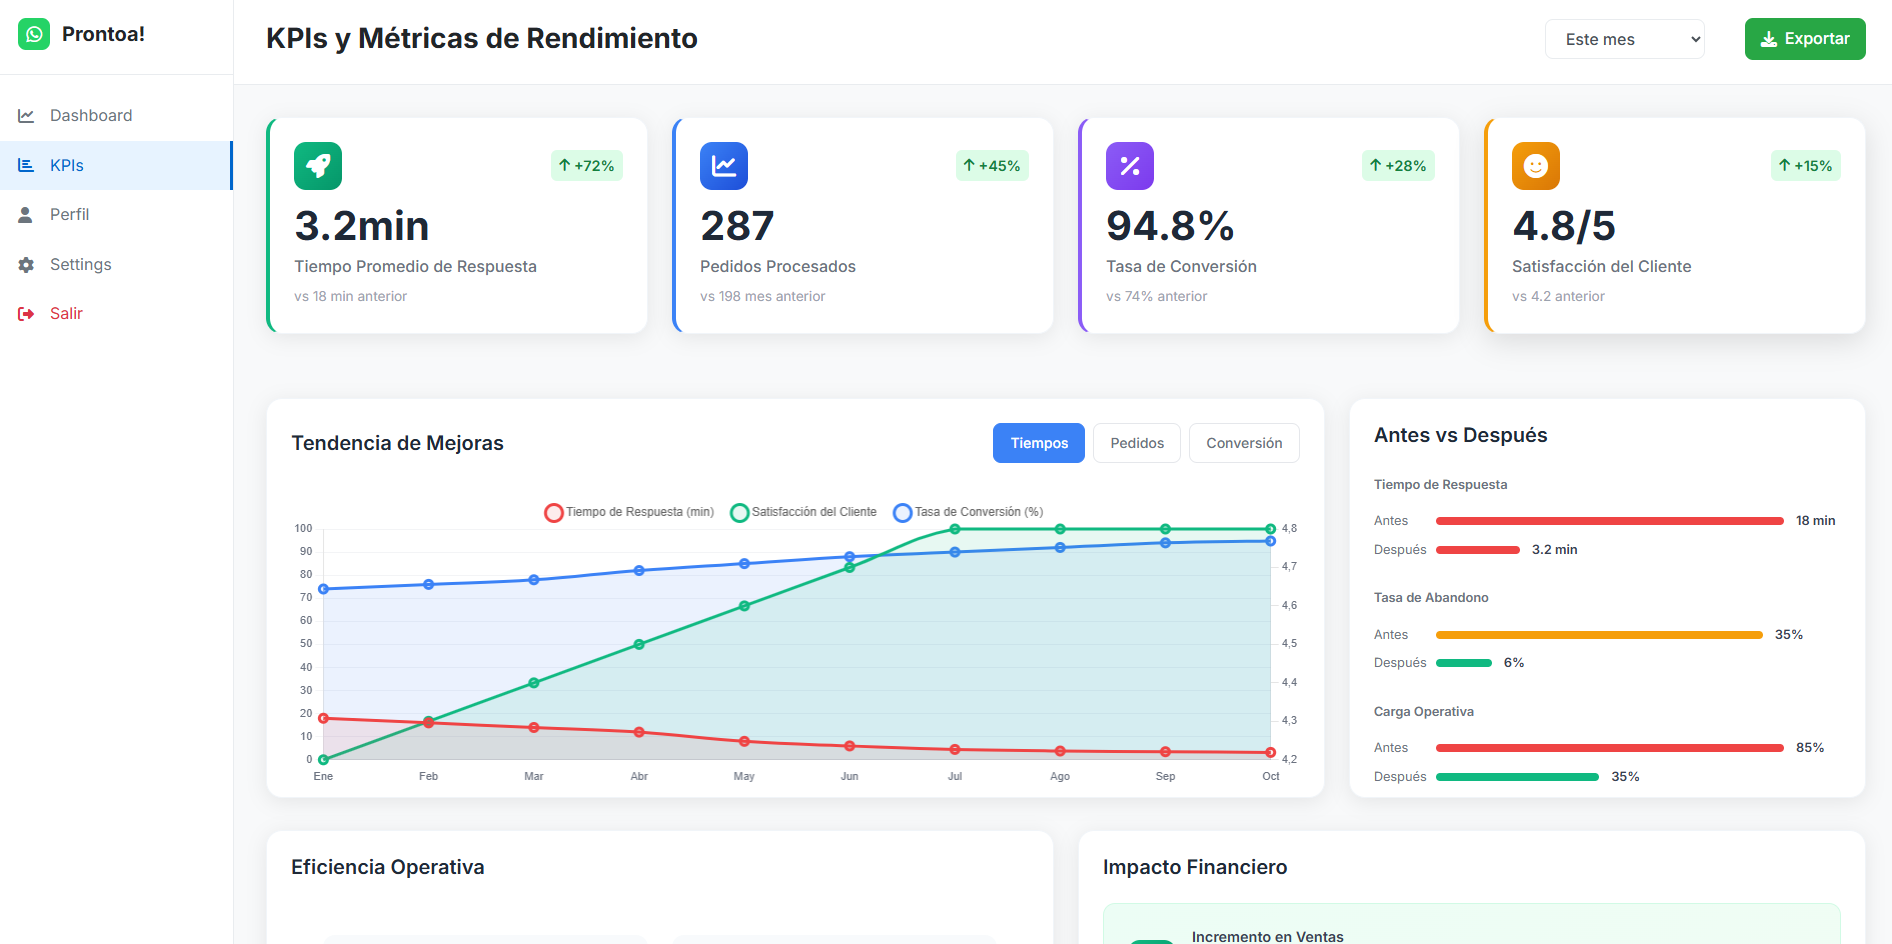 Prontoa!
Dashboard
KPIs
Perfil
Settings
Salir
KPIs y Métricas de Rendimiento
Este mes
Exportar
+72%
3.2min
Tiempo Promedio de Respuesta
vs 18 min anterior
+45%
287
Pedidos Procesados
vs 198 mes anterior
+28%
94.8%
Tasa de Conversión
vs 74% anterior
+15%
4.8/5
Satisfacción del Cliente
vs 4.2 anterior
Tendencia de Mejoras
Tiempos
Pedidos
Conversión
Tiempo de Respuesta (min)
Satisfacción del Cliente
Tasa de Conversión (%)
100
90
80
70
60
50
40
30
20
10
0
4,8
4,7
4,6
4,5
4,4
4,3
4,2
Ene
Feb
Mar
Abr
May
Jun
Jul
Ago
Sep
Oct
Antes vs Después
Tiempo de Respuesta
Antes 18 min
Después 3.2 min
Tasa de Abandono
Antes 35%
Después 6%
Carga Operativa
Antes 85%
Después 35%
Eficiencia Operativa
Impacto Financiero
Incremento en Ventas